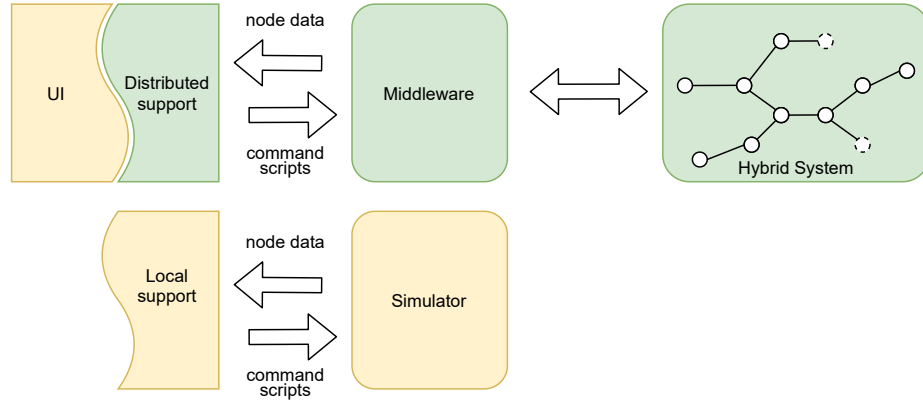 node data
UI
Distributed
support
Middleware
command
scripts
Hybrid System
node data
Local
support
Simulator
command
scripts